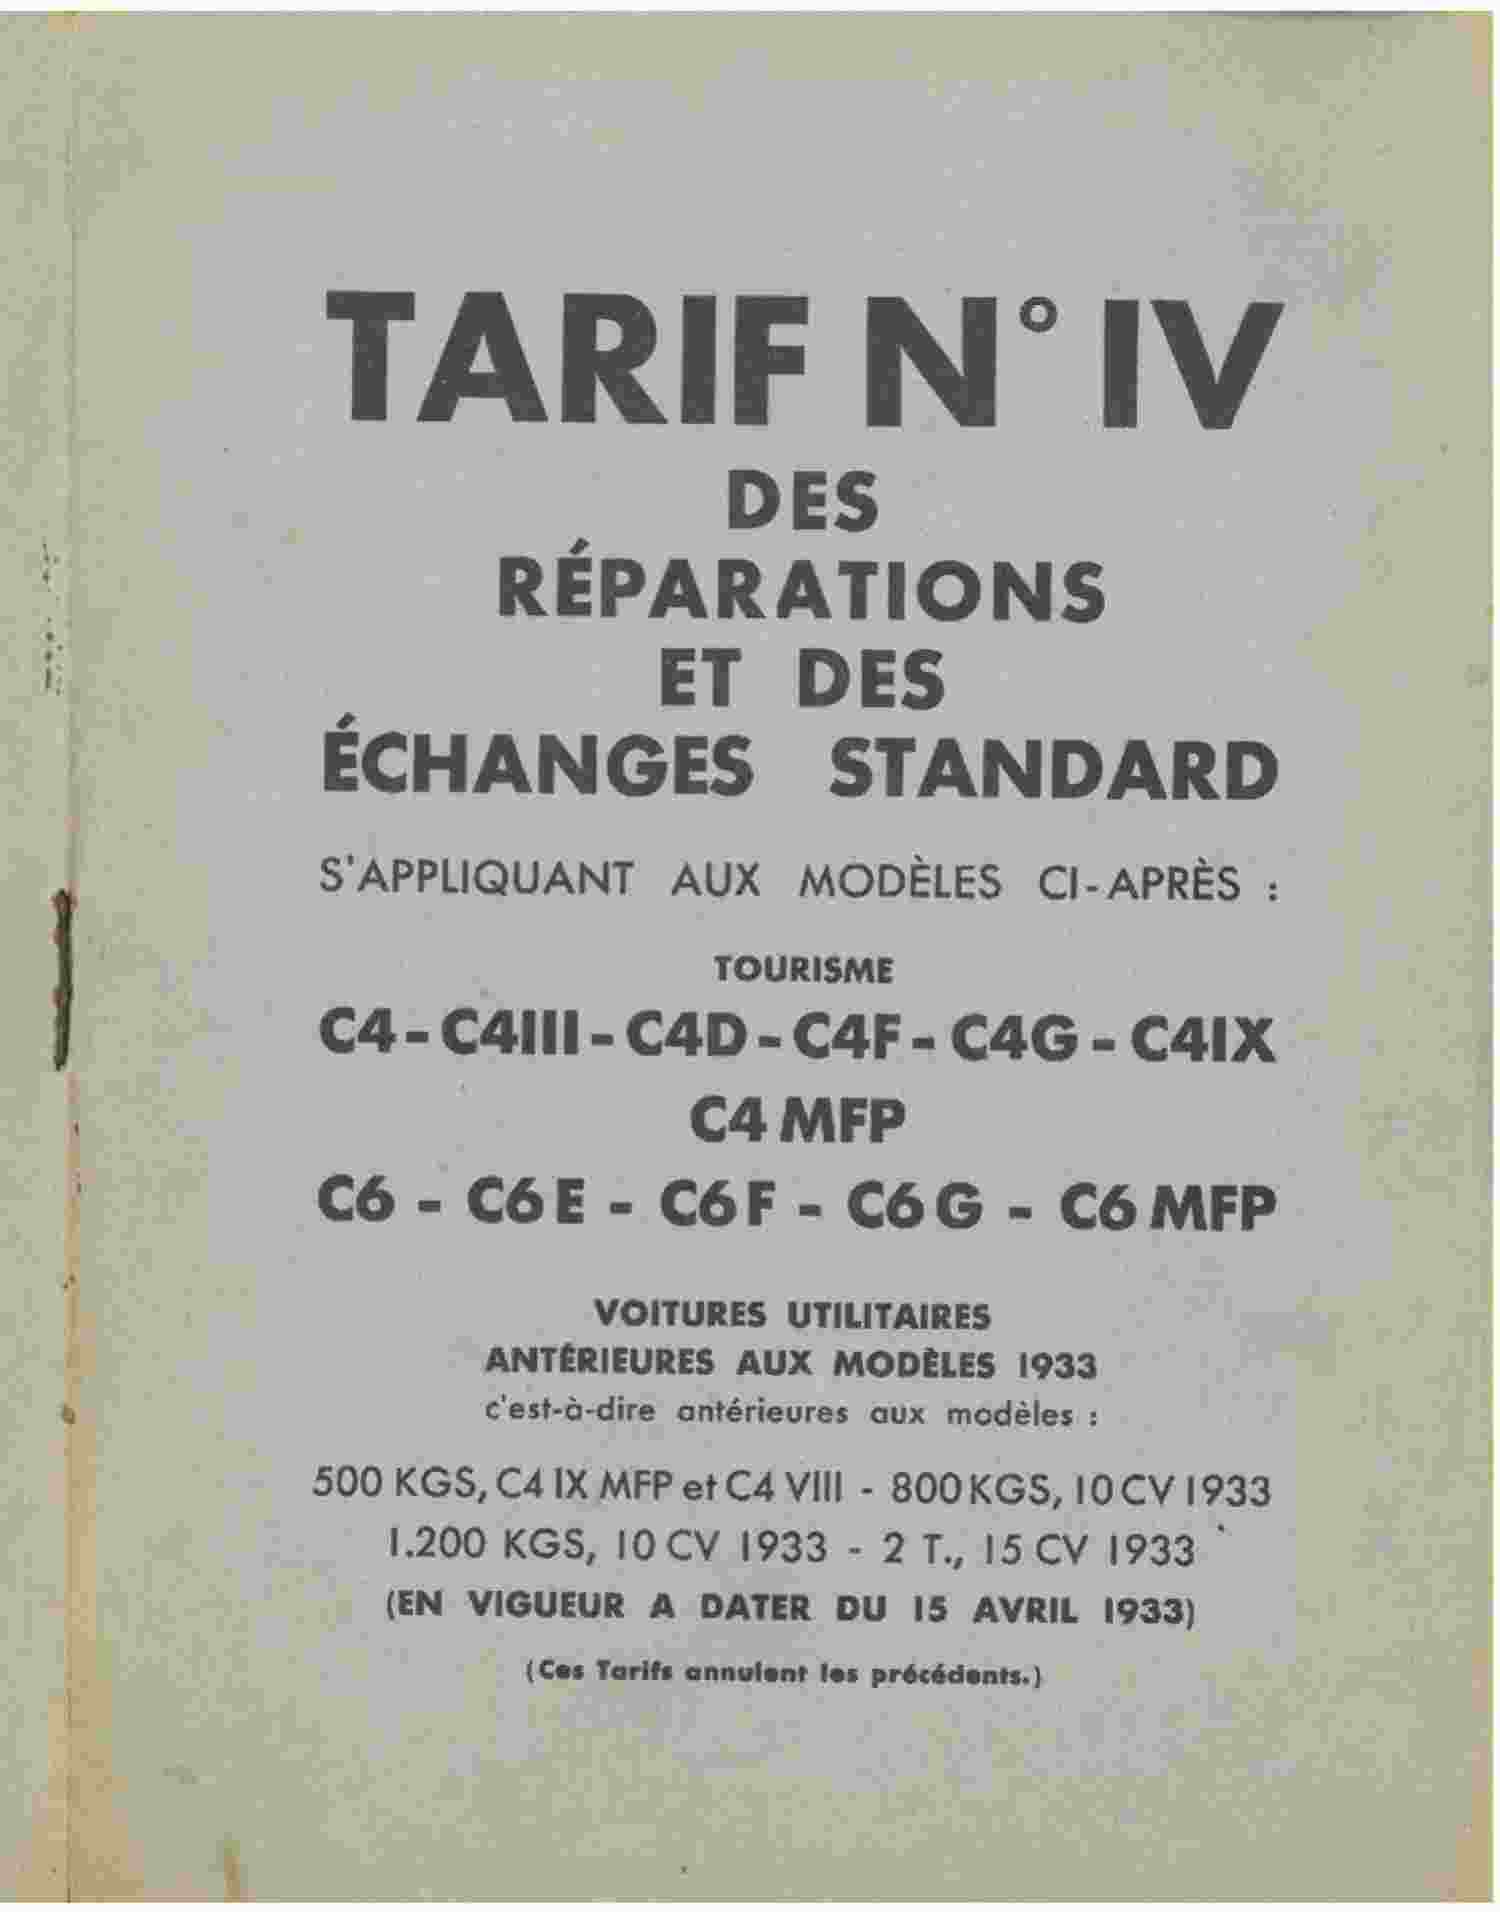 TARIF N° IV
DES
RÉPARATIONS
ET DES
ÉCHANGES STANDARD
S'APPLIQUANT AUX MODÈLES CI-APRÈS :
TOURISME
C4 - C4III - C4D - C4F - C4G - C4IX
C4 MFP
C6 - C6E - C6F - C6G - C6 MFP
VOITURES UTILITAIRES
ANTÉRIEURES AUX MODÈLES 1933
c'est-à-dire antérieures aux modèles :
500 KGS, C4 IX MFP et C4 VIII - 800 KGS, 10 CV 1933
1.200 KGS, 10 CV 1933 - 2 T., 15 CV 1933
(EN VIGUEUR A DATER DU 15 AVRIL 1933)
(Ces Tarifs annulent les précédents.)